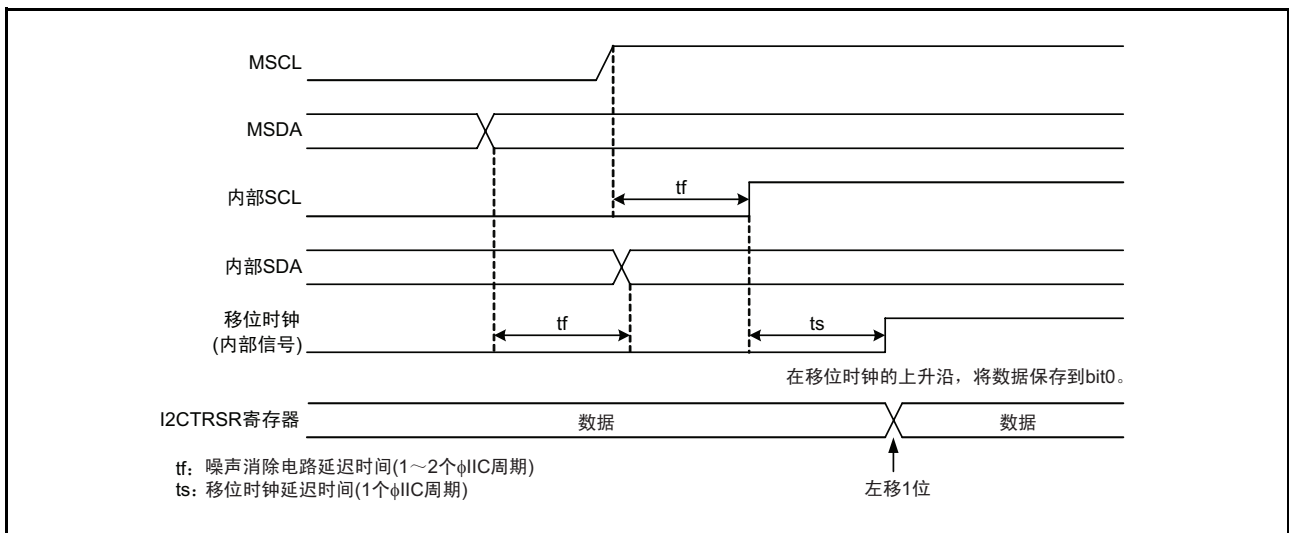 MSCL
MSDA
内部SCL
tf
内部SDA
移位时钟
(内部信号)
tf
ts
在移位时钟的上升沿，将数据保存到bit0。
I2CTRSR寄存器
数据
数据
tf：噪声消除电路延迟时间(1～2个ϕIIC周期)
ts：移位时钟延迟时间(1个ϕIIC周期)
左移1位